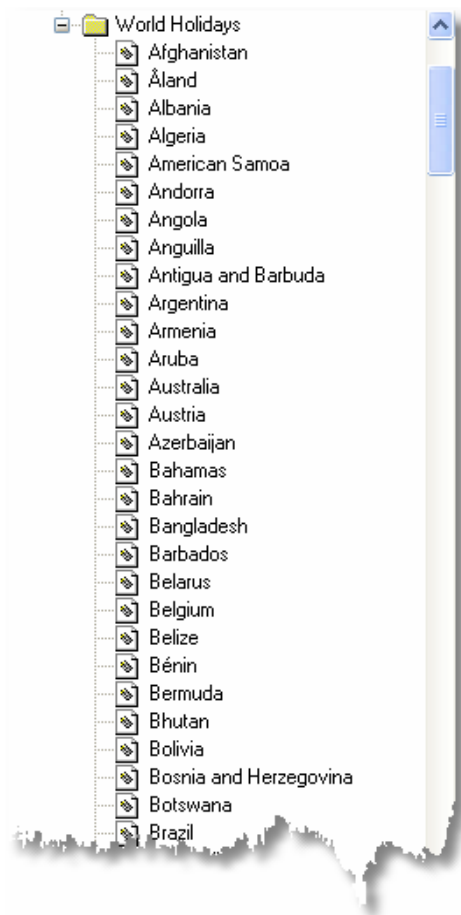 World Holidays
Afghanistan
Åland
Albania
Algeria
American Samoa
Andorra
Angola
Anguilla
Antigua and Barbuda
Argentina
Armenia
Aruba
Australia
Austria
Azerbaijan
Bahamas
Bahrain
Bangladesh
Barbados
Belarus
Belgium
Belize
Bénin
Bermuda
Bhutan
Bolivia
Bosnia and Herzegovina
Botswana
Brazil